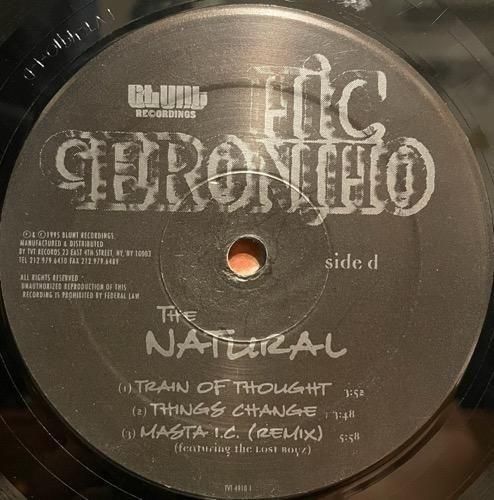 Blunt
RECORDINGS
MIC
GERONIMO
℗ & © 1995 BLUNT RECORDINGS.
MANUFACTURED & DISTRIBUTED
BY TVT RECORDS 23 EAST 4TH STREET, NY, NY 10003
TEL 212.979.6410 FAX 212.979.6489
ALL RIGHTS RESERVED
UNAUTHORIZED REPRODUCTION OF THIS
RECORDING IS PROHIBITED BY FEDERAL LAW
side d
THE
NATURAL
(1) TRAIN OF THOUGHT 3:52
(2) THINGS CHANGE 3:48
(3) MASTA I.C. (REMIX) 5:58
(featuring the Lost Boyz)
TVT 4910 1